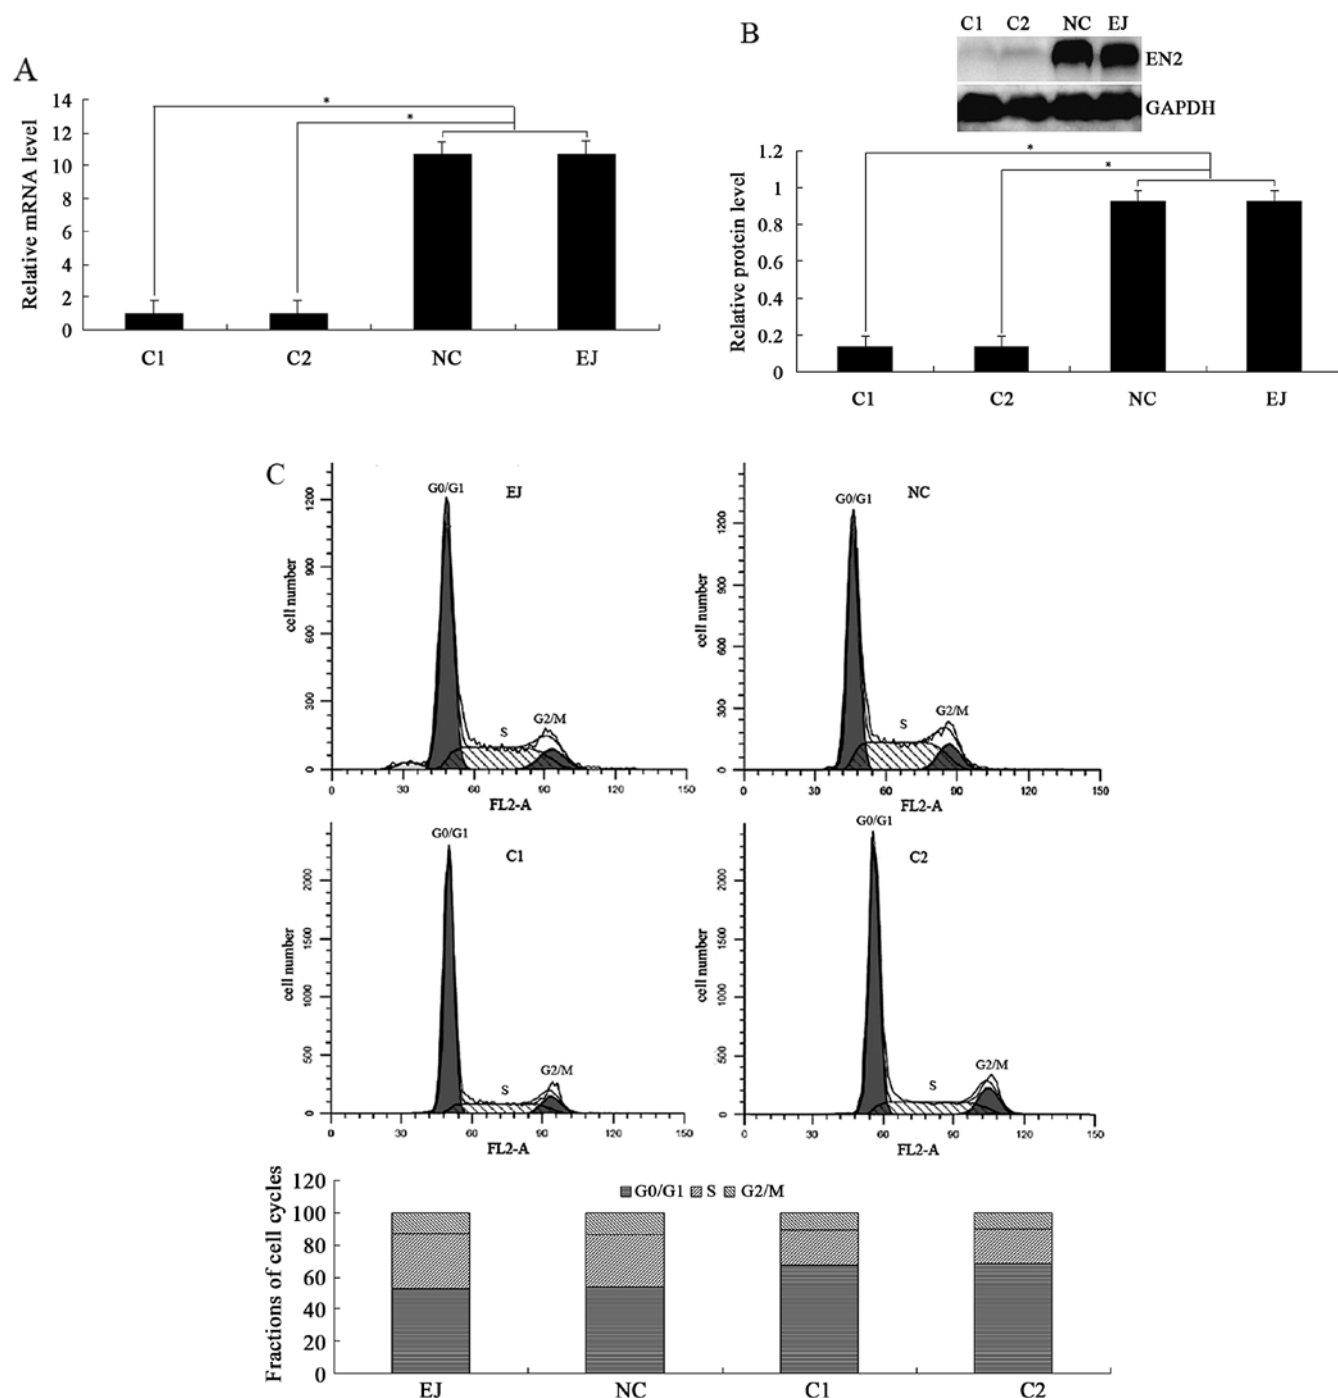 A
Relative mRNA level
14
12
10
8
6
4
2
0
*
*
C1 C2 NC EJ
B
C1 C2 NC EJ
EN2
GAPDH
Relative protein level
1.2
1
0.8
0.6
0.4
0.2
0
*
*
C1 C2 NC EJ
C
EJ
G0/G1
S
G2/M
cell number
1200
900
600
300
0
0 30 60 90 120 150
FL2-A
NC
G0/G1
S
G2/M
cell number
1200
900
600
300
0
0 30 60 90 120 150
FL2-A
C1
G0/G1
S
G2/M
cell number
2000
1500
1000
500
0
0 30 60 90 120 150
FL2-A
C2
G0/G1
S
G2/M
cell number
2000
1500
1000
500
0
0 30 60 90 120 150
FL2-A
Fractions of cell cycles
G0/G1 S G2/M
120
100
80
60
40
20
0
EJ NC C1 C2